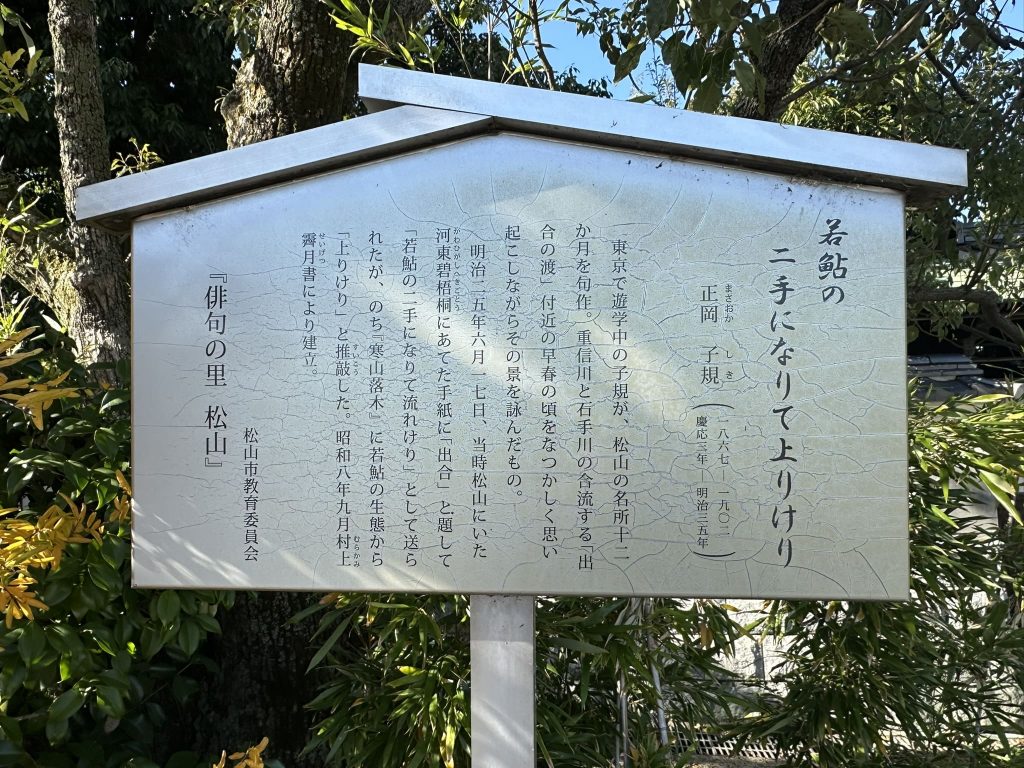 若鮎の
二手になりて上りけり
まさおか しき
正岡 子規
一八六七―一九〇二
慶応三年―明治三五年
東京で遊学中の子規が、松山の名所十二
か月を句作。重信川と石手川の合流する「出
合の渡」付近の早春の頃をなつかしく思い
起こしながらその景を詠んだもの。
明治二五年六月一七日、当時松山にいた
かわひがしへきごとう
河東碧梧桐にあてた手紙に「出合」と題して
「若鮎の二手になりて流れけり」として送ら
れたが、のち『寒山落木』に若鮎の生態から
すいこう むらかみ
「上りけり」と推敲した。昭和八年九月村上
せいげつ
霽月書により建立。
松山市教育委員会
『俳句の里 松山』